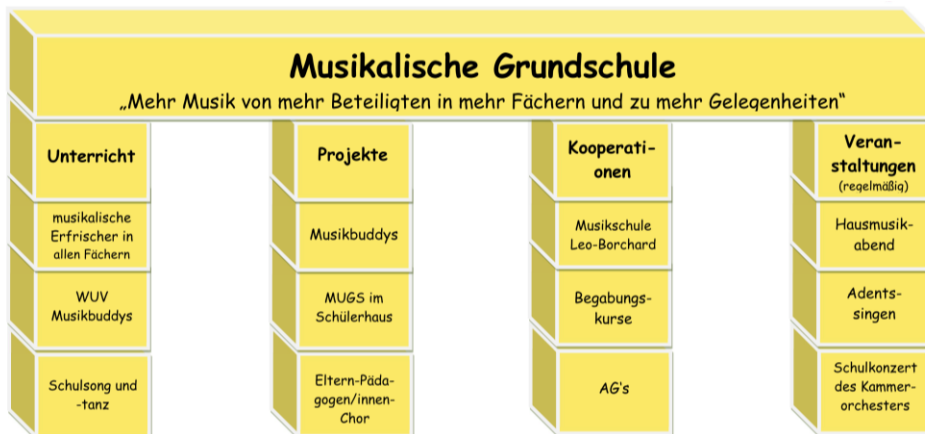 Musikalische Grundschule
„Mehr Musik von mehr Beteiligten in mehr Fächern und zu mehr Gelegenheiten“
Unterricht
musikalische
Erfrischer in
allen Fächern
WUV
Musikbuddys
Schulsong und
-tanz
Projekte
Musikbuddys
MUGS im
Schülerhaus
Eltern-Päda-
gogen/innen-
Chor
Kooperati-
onen
Musikschule
Leo-Borchard
Begabungs-
kurse
AG's
Veran-
staltungen
(regelmäßig)
Hausmusik-
abend
Adents-
singen
Schulkonzert
des Kammer-
orchesters